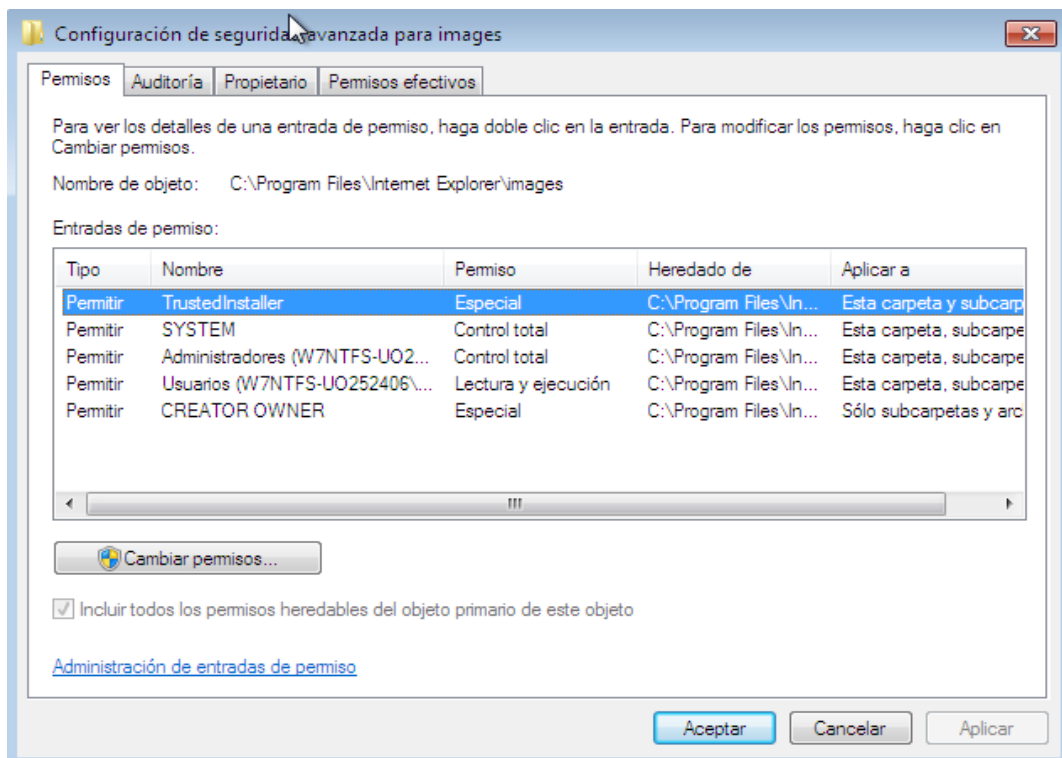 Configuración de seguridad avanzada para images
Permisos Auditoría Propietario Permisos efectivos
Para ver los detalles de una entrada de permiso, haga doble clic en la entrada. Para modificar los permisos, haga clic en
Cambiar permisos.
Nombre de objeto: C:\Program Files\Internet Explorer\images
Entradas de permiso:
Tipo Nombre Permiso Heredado de Aplicar a
Permitir TrustedInstaller Especial C:\Program Files\In... Esta carpeta y subcarp
Permitir SYSTEM Control total C:\Program Files\In... Esta carpeta, subcarpe
Permitir Administradores (W7NTFS-UO2... Control total C:\Program Files\In... Esta carpeta, subcarpe
Permitir Usuarios (W7NTFS-UO252406\... Lectura y ejecución C:\Program Files\In... Esta carpeta, subcarpe
Permitir CREATOR OWNER Especial C:\Program Files\In... Sólo subcarpetas y arc
Cambiar permisos...
Incluir todos los permisos heredables del objeto primario de este objeto
Administración de entradas de permiso
Aceptar Cancelar Aplicar